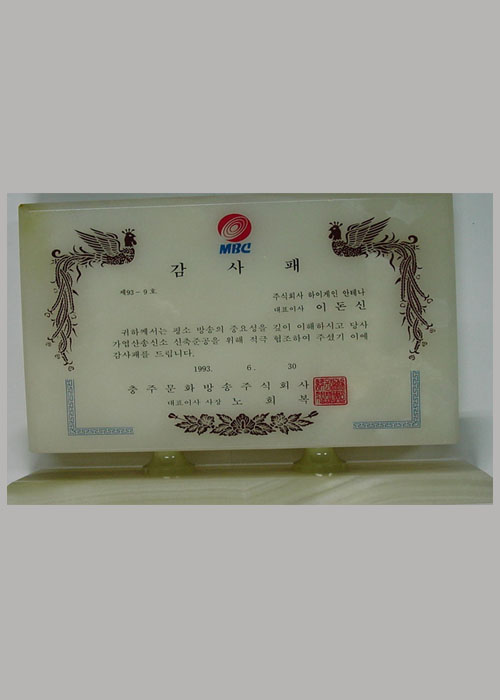 MBC
감 사 패
제93-9호
주식회사 하이게인 안테나
대표이사 이 돈 신
귀하께서는 평소 방송의 중요성을 깊이 이해하시고 당사
가엽산송신소 신축준공을 위해 적극 협조하여 주셨기 이에
감사패를 드립니다.
1993. 6. 30
충주문화방송주식회사
대표이사 사장 노 희 복